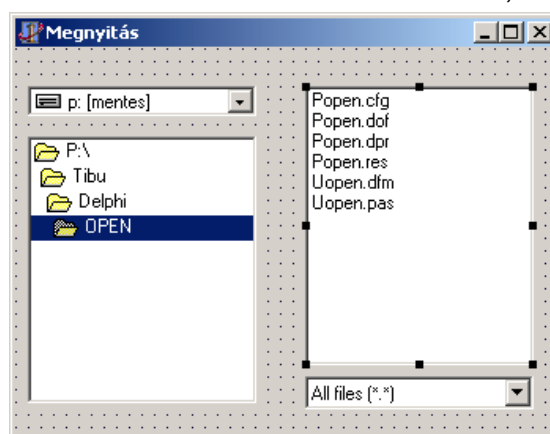 Megnyitás
p: [mentes]
P:\
Tibu
Delphi
OPEN
Popen.cfg
Popen.dof
Popen.dpr
Popen.res
Uopen.dfm
Uopen.pas
All files (*.*)